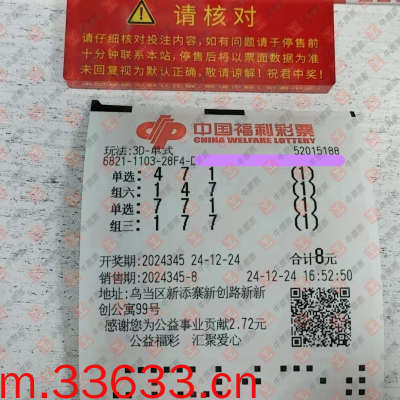 请核对
请仔细核对投注内容，如有问题请于停售前
十分钟联系本站，停售后将以票面数据为准
未回复视为默认正确，敬请谅解！祝君中奖！
中国福利彩票
CHINA WELFARE LOTTERY
玩法:3D-单式 52015188
6821-1103-28F4-
单选: 4 7 1 (1)
组六: 1 4 7 (1)
单选: 7 7 1 (1)
组三: 1 7 7 (1)
开奖期:2024345 24-12-24 合计8元
销售期:2024345-8 24-12-24 16:52:50
地址:乌当区新添寨新创路新新
创公寓99号
感谢您为公益事业贡献2.72元
公益福彩 汇聚爱心
m.33633.cn